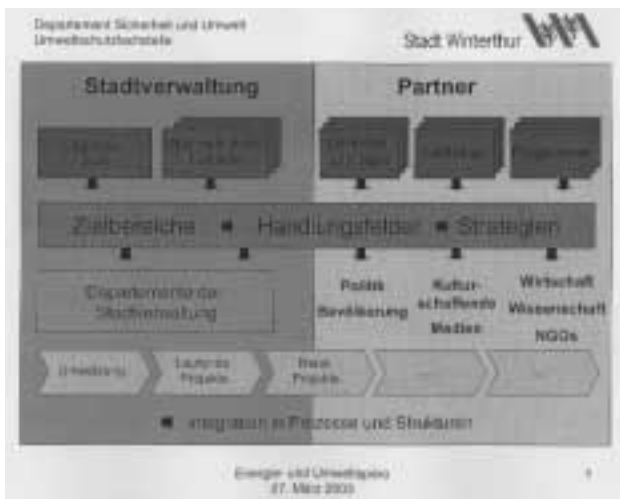 Departement Sicherheit und Umwelt
Umweltschutzfachstelle
Stadt Winterthur
Stadtverwaltung
Partner
Zielbereiche ■ Handlungsfelder ■ Strategien
Departemente der
Stadtverwaltung
Politik
Bevölkerung
Kultur-
schaffende
Medien
Wirtschaft
Wissenschaft
NGOs
Umsetzung
Laufende
Projekte
Neue
Projekte
■ Integration in Prozesse und Strukturen
Energie- und Umweltapéro
27. März 2003